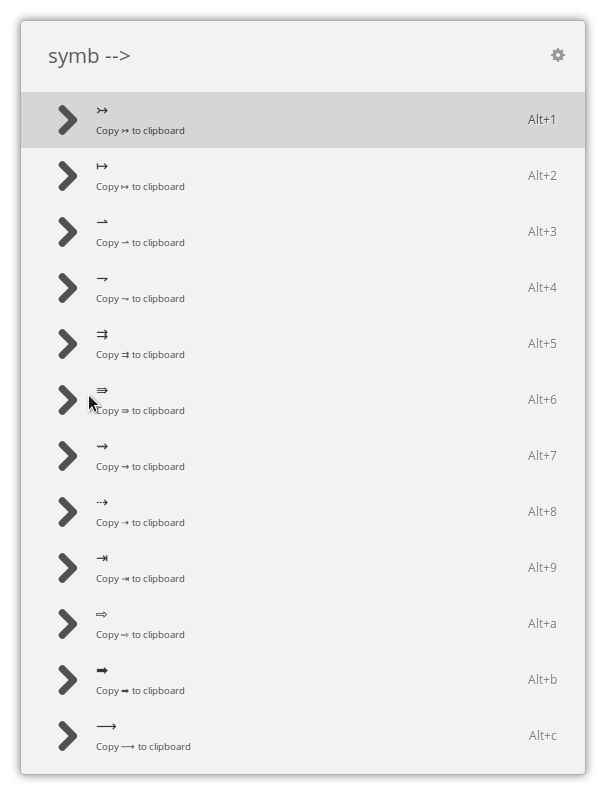 symb -->
↣
Copy ↣ to clipboard
Alt+1
↦
Copy ↦ to clipboard
Alt+2
⇀
Copy ⇀ to clipboard
Alt+3
⇁
Copy ⇁ to clipboard
Alt+4
⇉
Copy ⇉ to clipboard
Alt+5
⇛
Copy ⇛ to clipboard
Alt+6
⇝
Copy ⇝ to clipboard
Alt+7
⇢
Copy ⇢ to clipboard
Alt+8
⇥
Copy ⇥ to clipboard
Alt+9
⇨
Copy ⇨ to clipboard
Alt+a
➡
Copy ➡ to clipboard
Alt+b
⟶
Copy ⟶ to clipboard
Alt+c